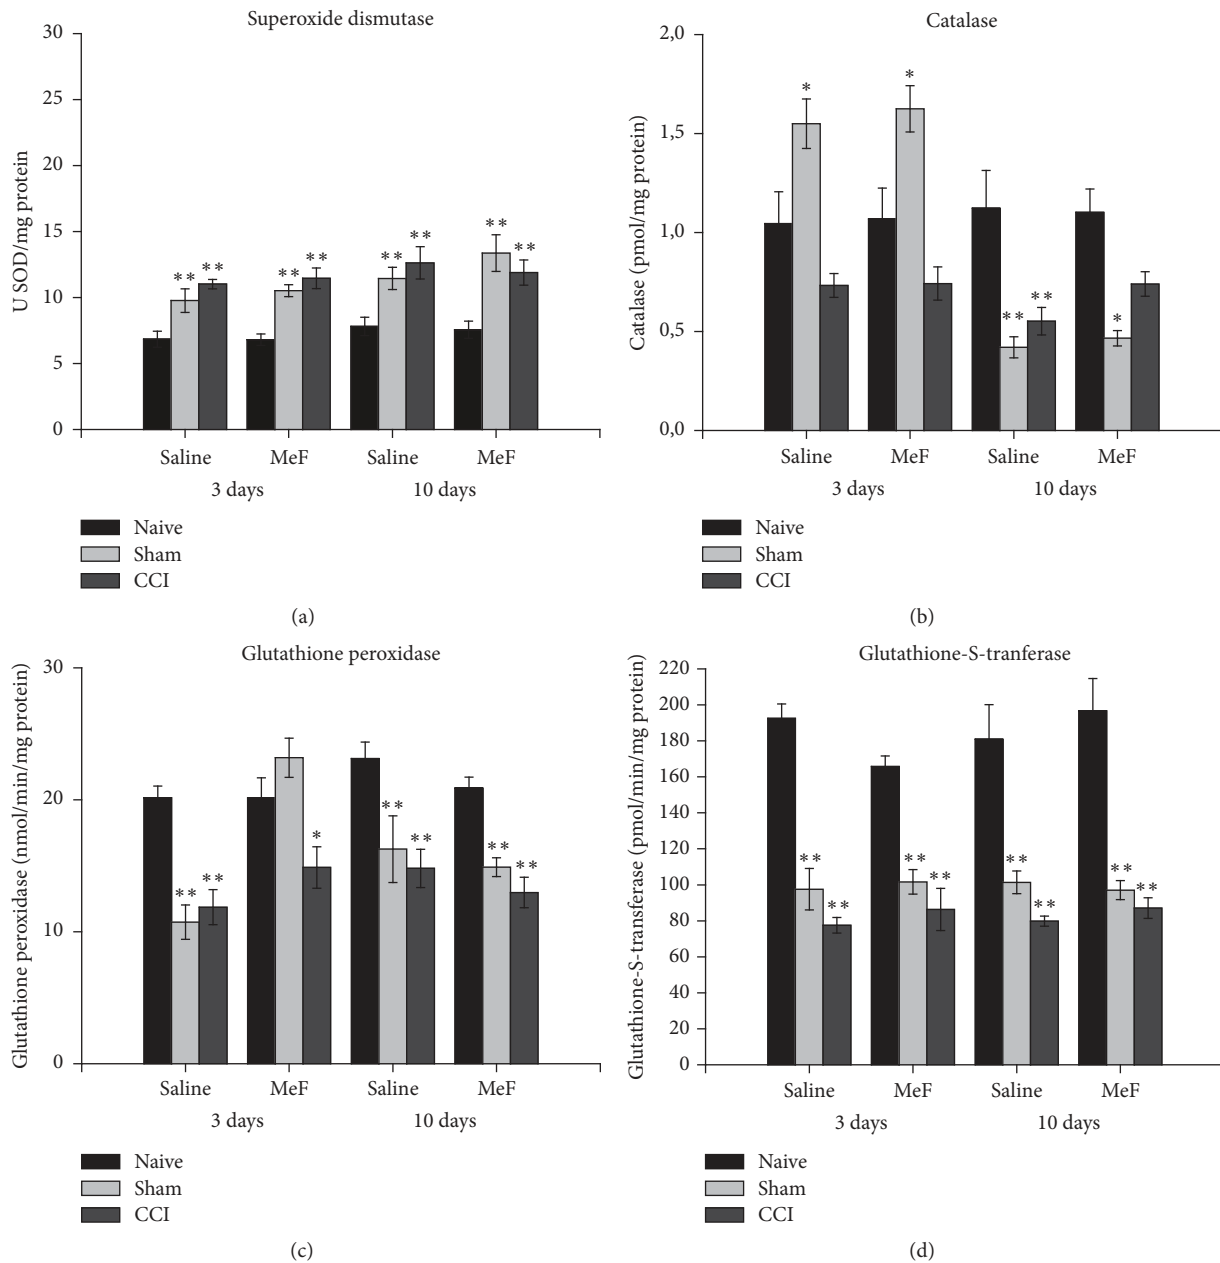 Superoxide dismutase
U SOD/mg protein
30
25
20
15
10
5
0
** ** ** ** ** ** ** **
Saline MeF Saline MeF
3 days 10 days
Naive
Sham
CCI
(a)
Catalase
Catalase (pmol/mg protein)
2,0
1,5
1,0
0,5
0,0
* * ** ** *
Saline MeF Saline MeF
3 days 10 days
Naive
Sham
CCI
(b)
Glutathione peroxidase
Glutathione peroxidase (nmol/min/mg protein)
30
20
10
0
** ** * ** ** ** **
Saline MeF Saline MeF
3 days 10 days
Naive
Sham
CCI
(c)
Glutathione-S-tranferase
Glutathione-S-transferase (pmol/min/mg protein)
220
200
180
160
140
120
100
80
60
40
20
0
** ** ** ** ** ** ** **
Saline MeF Saline MeF
3 days 10 days
Naive
Sham
CCI
(d)